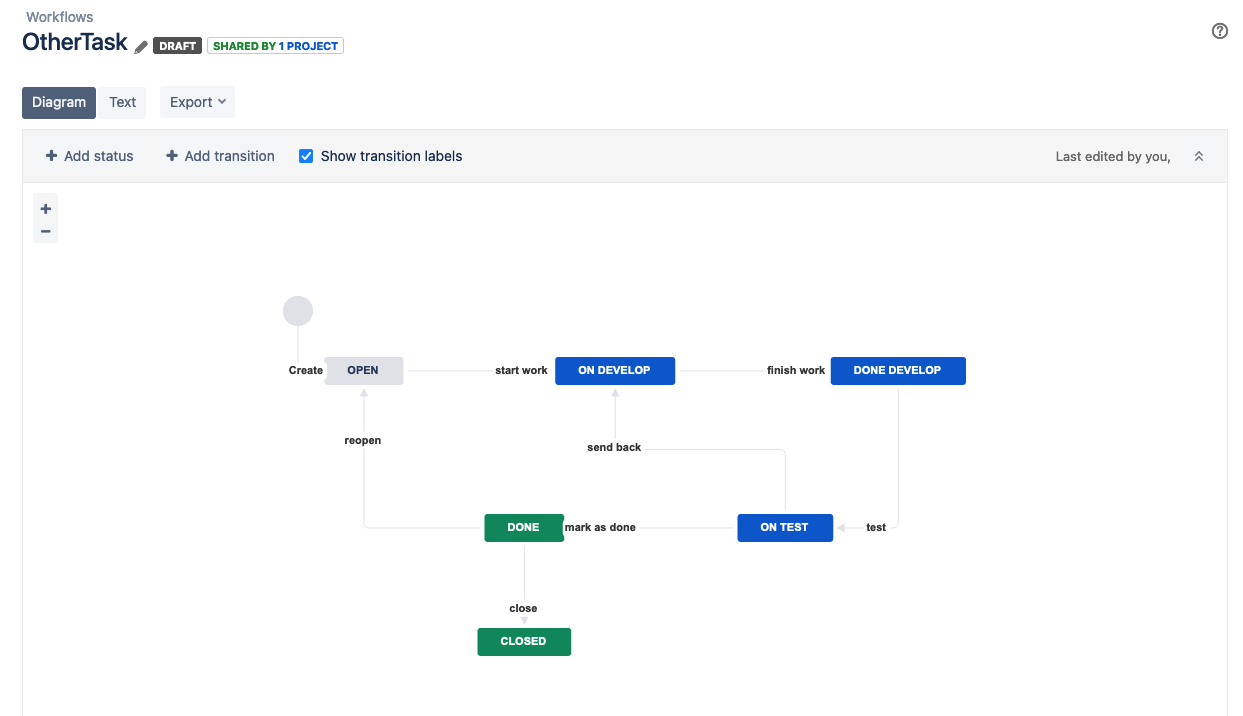 Workflows
OtherTask DRAFT SHARED BY 1 PROJECT
Diagram Text Export
+ Add status + Add transition Show transition labels Last edited by you,
+
−
Create OPEN start work ON DEVELOP finish work DONE DEVELOP
reopen
send back
DONE mark as done ON TEST test
close
CLOSED